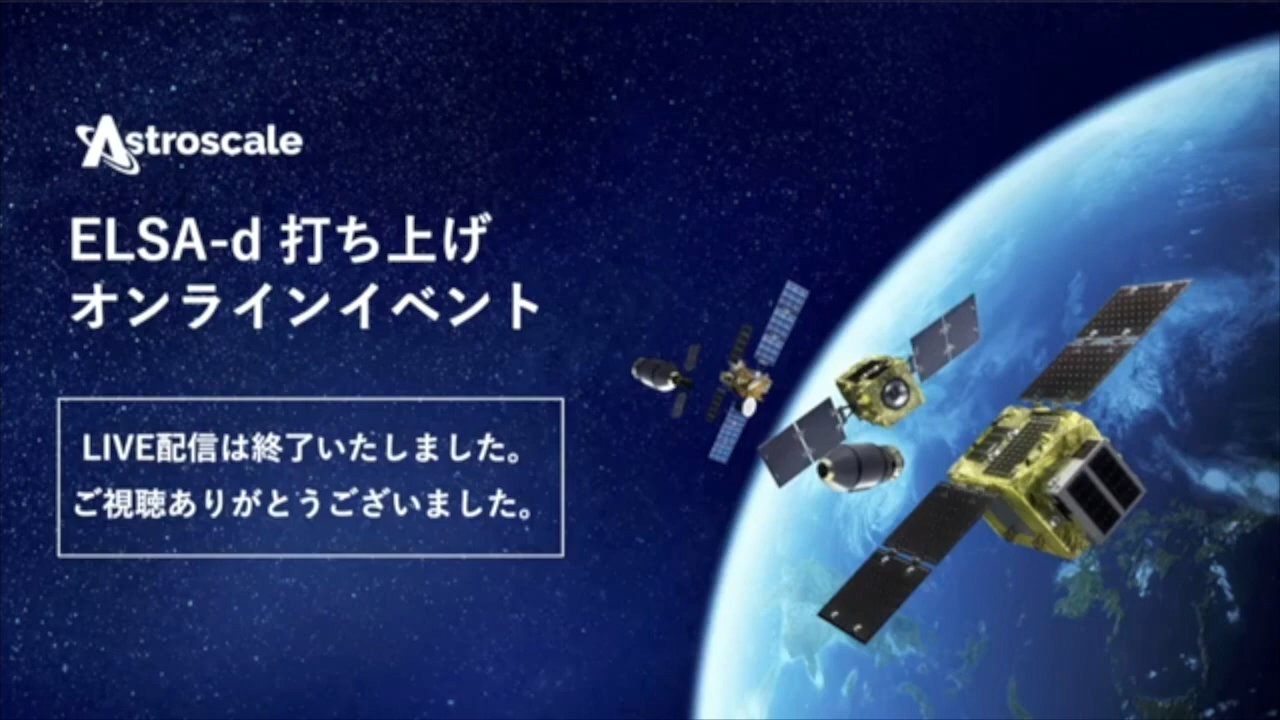 Astroscale
ELSA-d 打ち上げ
オンラインイベント
LIVE配信は終了いたしました。
ご視聴ありがとうございました。